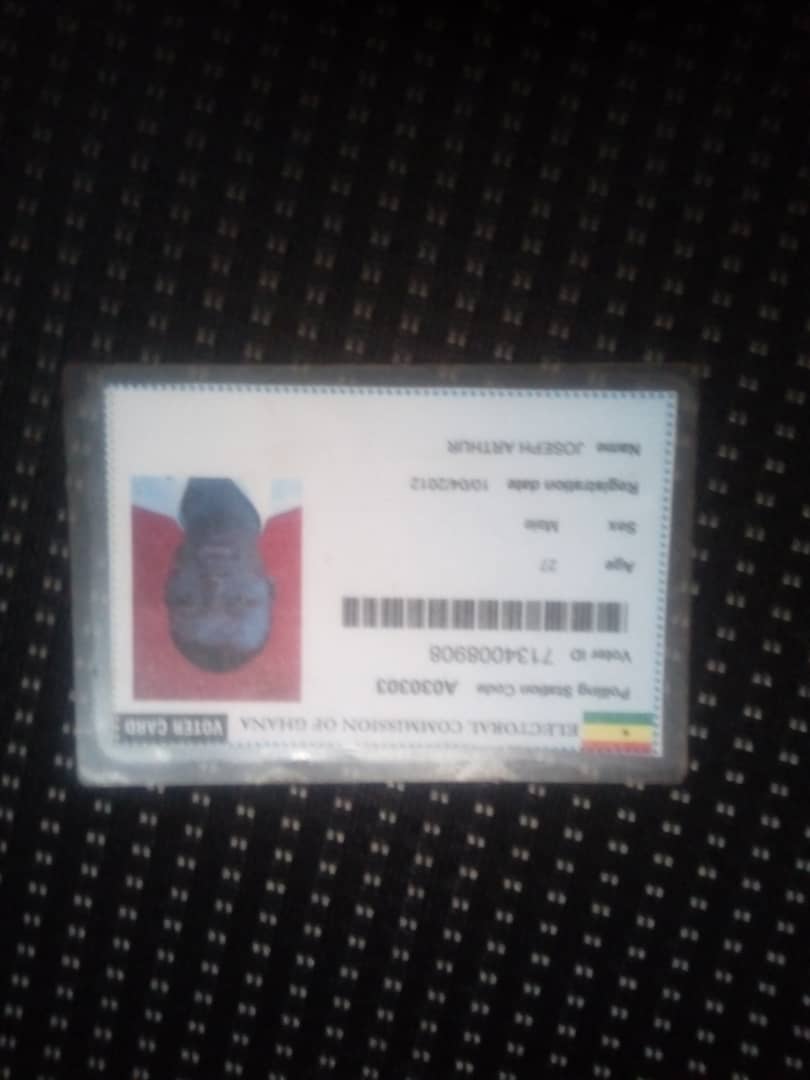 ELECTORAL COMMISSION OF GHANA VOTER CARD
Polling Station Code A030303
Voter ID 7134008908
Age 27
Sex Male
Registration date 10/04/2012
Name JOSEPH ARTHUR